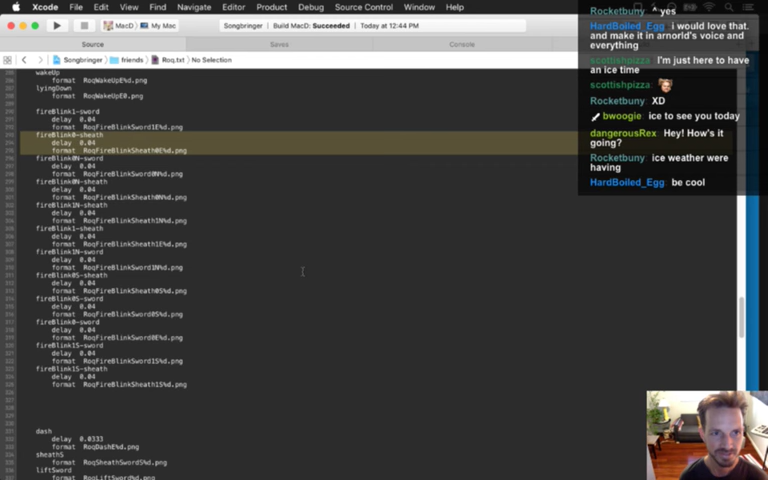 Xcode File Edit View Find Navigate Editor Product Debug Source Control Window Help
MacD My Mac
Songbringer Build MacD: Succeeded Today at 12:44 PM
Source Saves Console
Songbringer friends Roq.txt No Selection
wakeUp
format RoqWakeUpE%d.png
lyingDown
format RoqWakeUpE0.png
fireBlink1-sword
delay 0.04
format RoqFireBlinkSword1E%d.png
fireBlink0-sheath
delay 0.04
format RoqFireBlinkSheath0E%d.png
fireBlink0N-sword
delay 0.04
format RoqFireBlinkSword0N%d.png
fireBlink0N-sheath
delay 0.04
format RoqFireBlinkSheath0N%d.png
fireBlink1N-sheath
delay 0.04
format RoqFireBlinkSheath1N%d.png
fireBlink1-sheath
delay 0.04
format RoqFireBlinkSheath1E%d.png
fireBlink1N-sword
delay 0.04
format RoqFireBlinkSword1N%d.png
fireBlink0S-sheath
delay 0.04
format RoqFireBlinkSheath0S%d.png
fireBlink0S-sword
delay 0.04
format RoqFireBlinkSword0S%d.png
fireBlink0-sword
delay 0.04
format RoqFireBlinkSword0E%d.png
fireBlink1S-sword
delay 0.04
format RoqFireBlinkSword1S%d.png
fireBlink1S-sheath
delay 0.04
format RoqFireBlinkSheath1S%d.png
dash
delay 0.0333
format RoqDashE%d.png
sheathS
format RoqSheathSwordS%d.png
liftSword
format RoqLiftSword%d.png
Rocketbuny: ^ yes
HardBoiled_Egg: i would love that.
and make it in arnorld's voice and
everything
scottishpizza: I'm just here to have
an ice time
scottishpizza:
Rocketbuny: XD
bwoogie: ice to see you today
dangerousRex: Hey! How's it
going?
Rocketbuny: ice weather were
having
HardBoiled_Egg: be cool